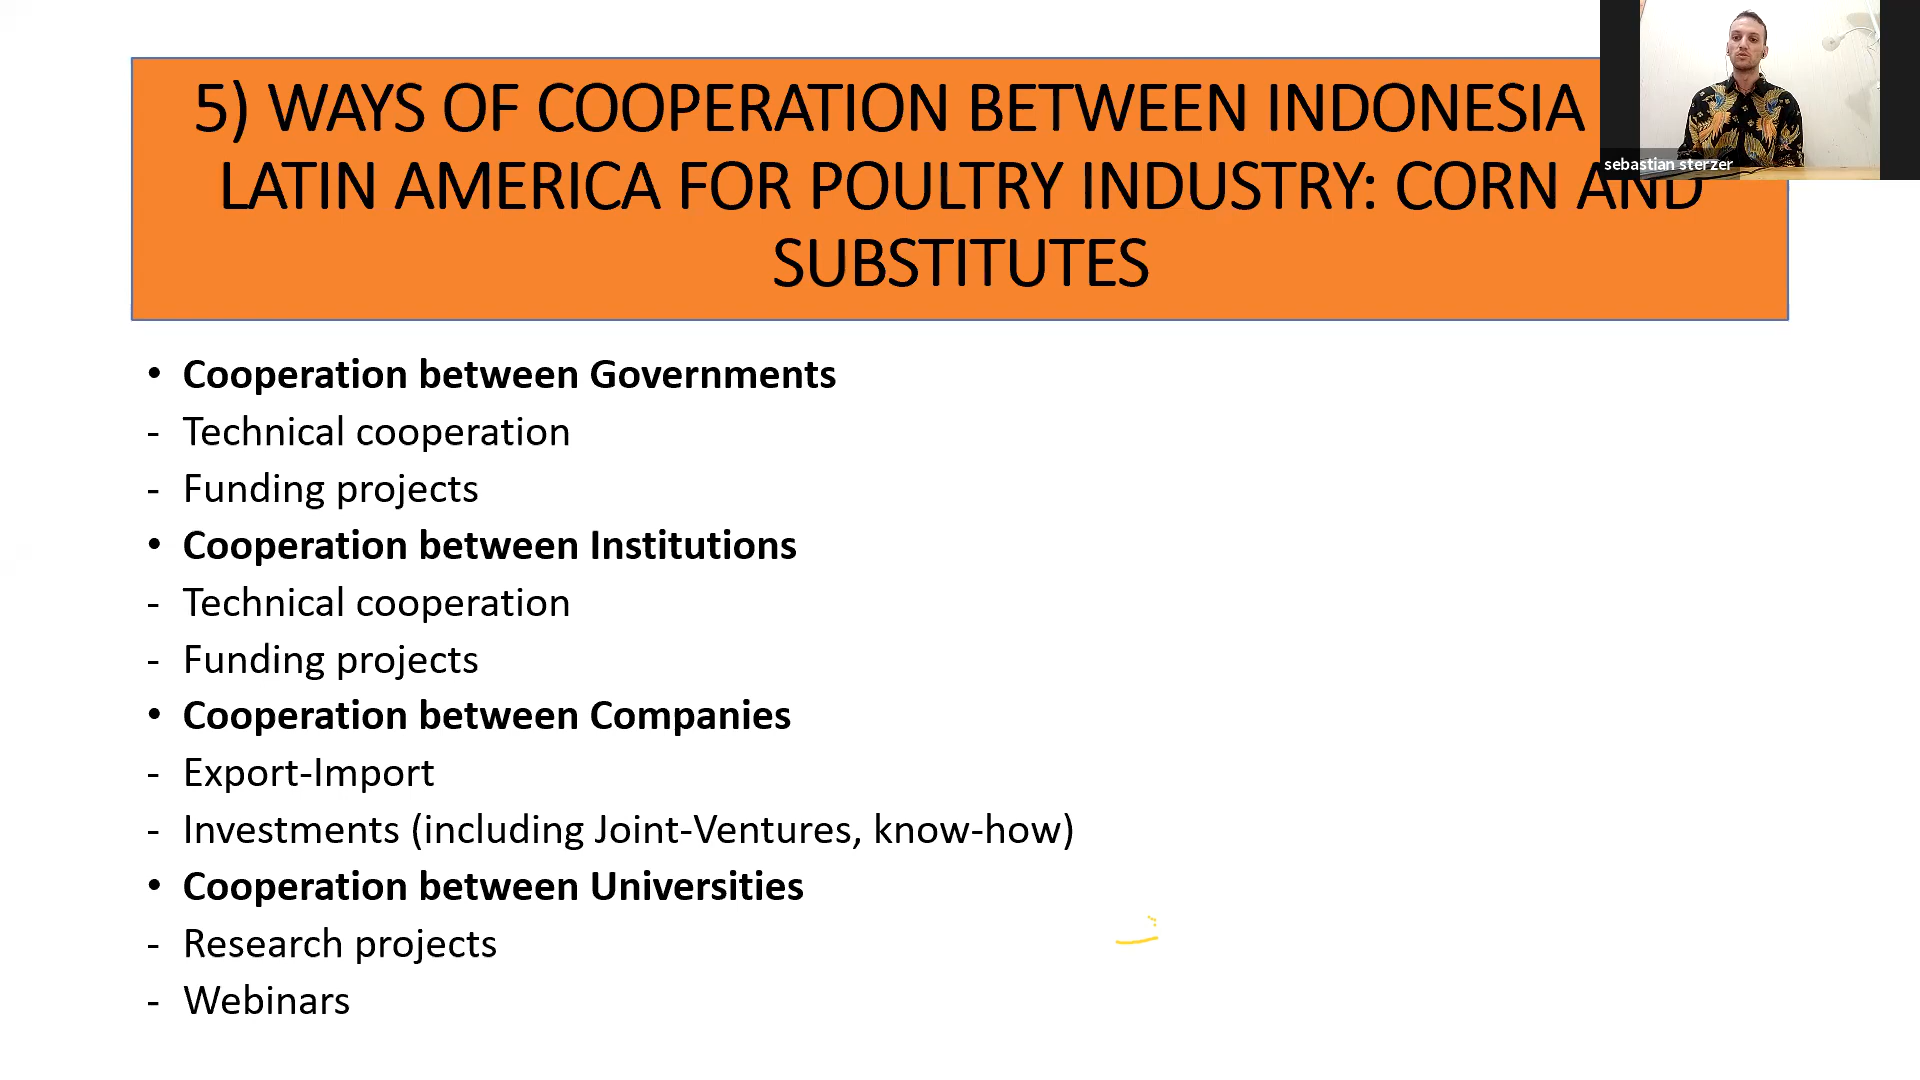 5) WAYS OF COOPERATION BETWEEN INDONESIA
LATIN AMERICA FOR POULTRY INDUSTRY: CORN AND
SUBSTITUTES
sebastian sterzer
• Cooperation between Governments
- Technical cooperation
- Funding projects
• Cooperation between Institutions
- Technical cooperation
- Funding projects
• Cooperation between Companies
- Export-Import
- Investments (including Joint-Ventures, know-how)
• Cooperation between Universities
- Research projects
- Webinars